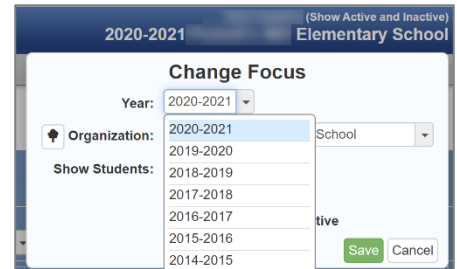 (Show Active and Inactive)
2020-2021 Elementary School
Change Focus
Year: 2020-2021
Organization: School
Show Students:
2020-2021
2019-2020
2018-2019
2017-2018
2016-2017
2015-2016
2014-2015
tive
Save Cancel